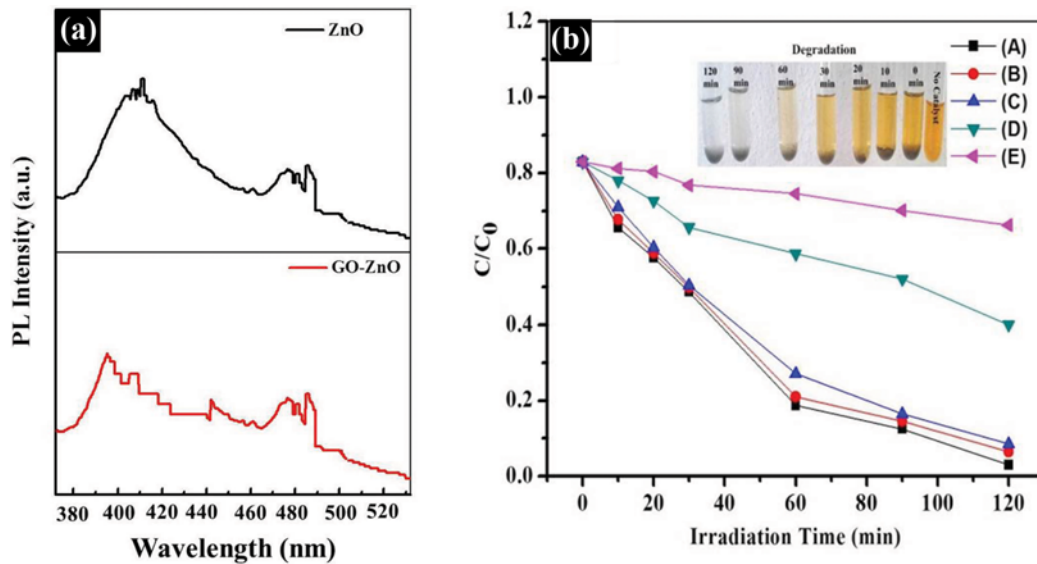 (a)
ZnO
GO-ZnO
PL Intensity (a.u.)
380 400 420 440 460 480 500 520
Wavelength (nm)
(b)
1.2
1.0
0.8
0.6
0.4
0.2
0.0
C/C0
Degradation
120 min
90 min
60 min
30 min
20 min
10 min
0 min
No Catalyst
(A)
(B)
(C)
(D)
(E)
0 20 40 60 80 100 120
Irradiation Time (min)